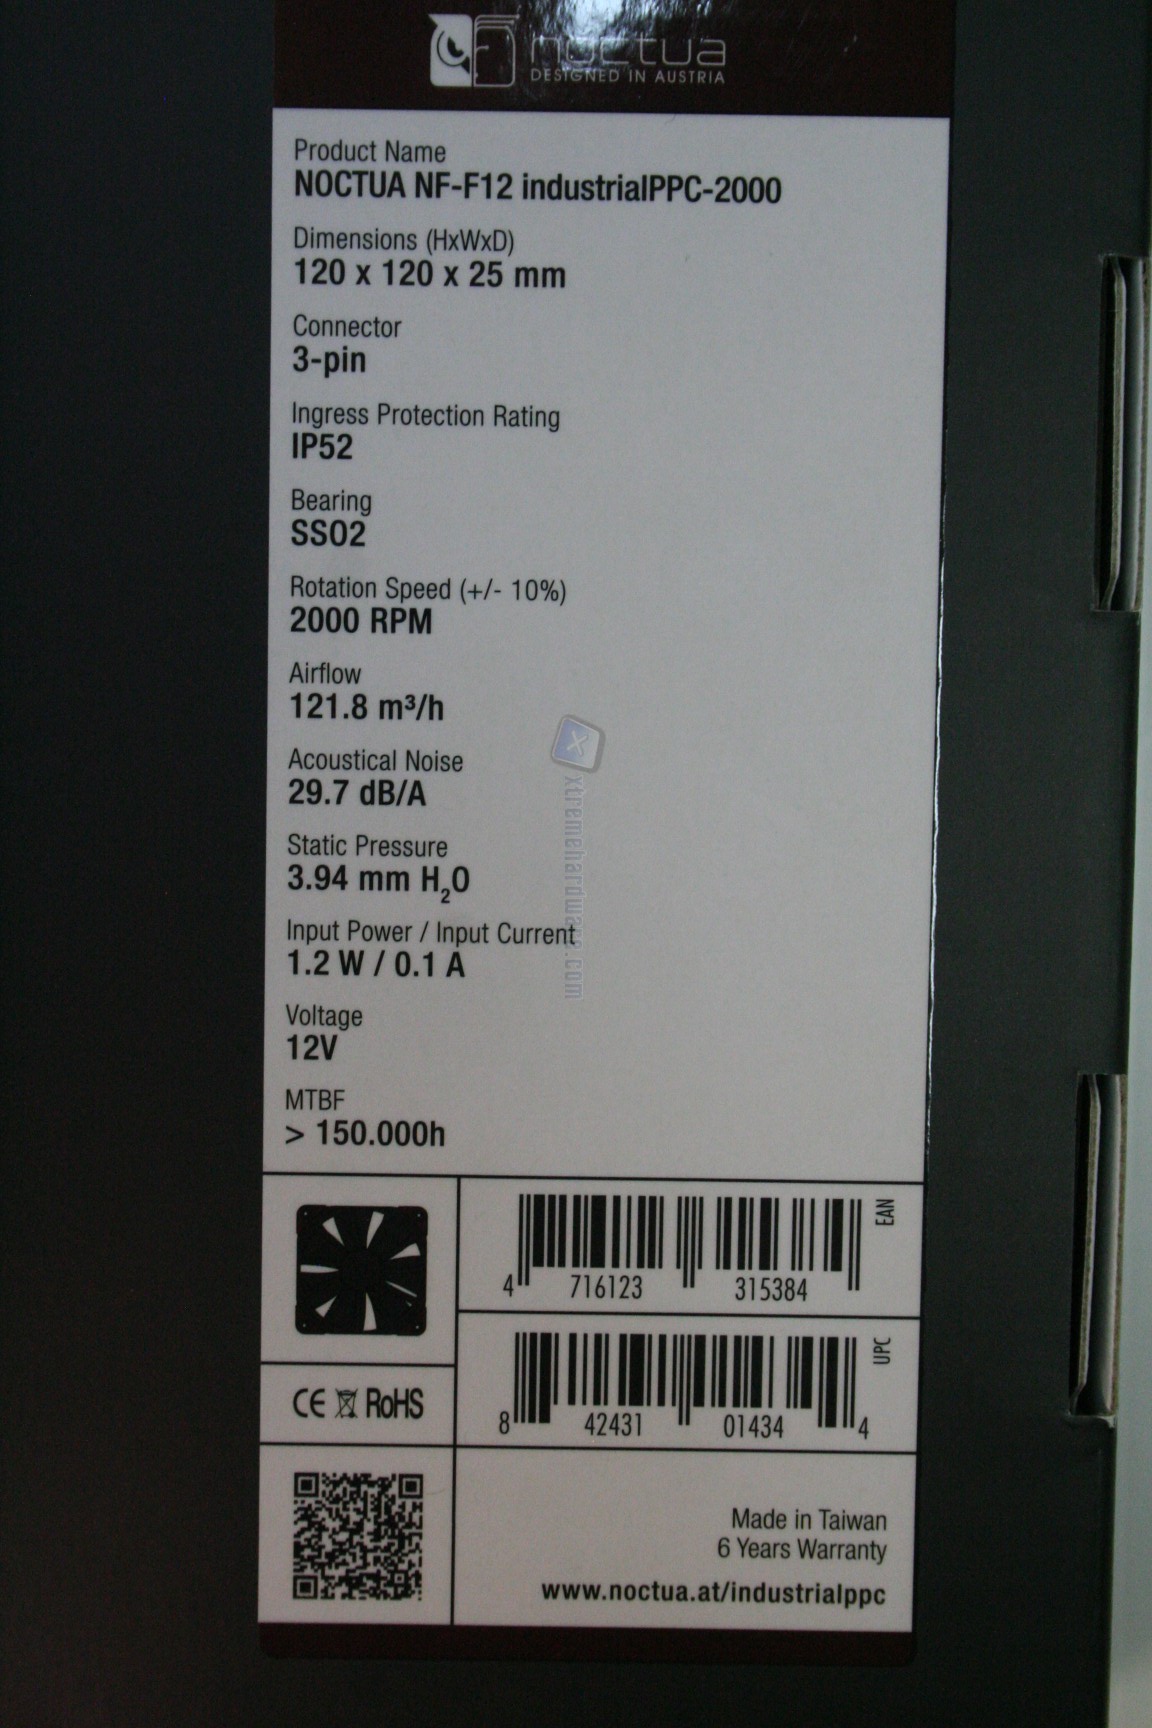 noctua
DESIGNED IN AUSTRIA
Product Name
NOCTUA NF-F12 industrialPPC-2000
Dimensions (HxWxD)
120 x 120 x 25 mm
Connector
3-pin
Ingress Protection Rating
IP52
Bearing
SSO2
Rotation Speed (+/- 10%)
2000 RPM
Airflow
121.8 m³/h
Acoustical Noise
29.7 dB/A
Static Pressure
3.94 mm H₂O
Input Power / Input Current
1.2 W / 0.1 A
Voltage
12V
MTBF
> 150.000h
xtremehardware.com
EAN
4 716123 315384
UPC
8 42431 01434 4
CE RoHS
Made in Taiwan
6 Years Warranty
www.noctua.at/industrialppc